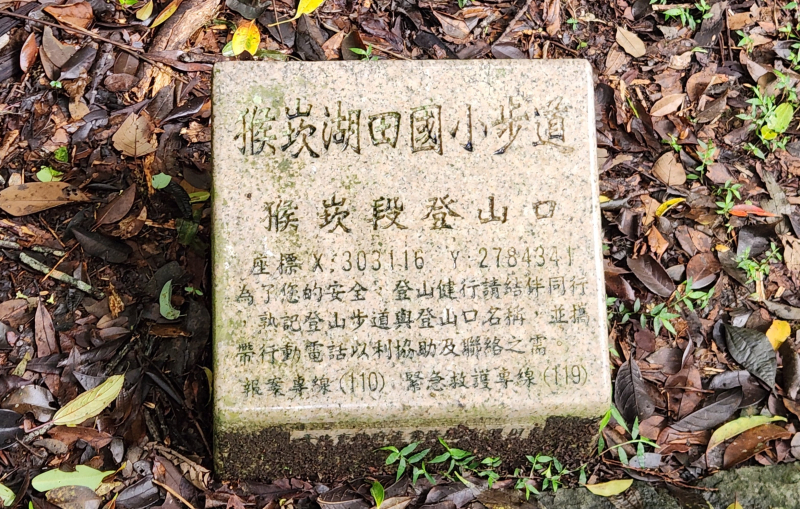 猴崁湖田國小步道
猴崁段登山口
座標X:303116 Y:2784341
為了您的安全：登山健行請結伴同行
，熟記登山步道與登山口名稱，並攜
帶行動電話以利協助及聯絡之需。
報案專線(110) 緊急救護專線(119)